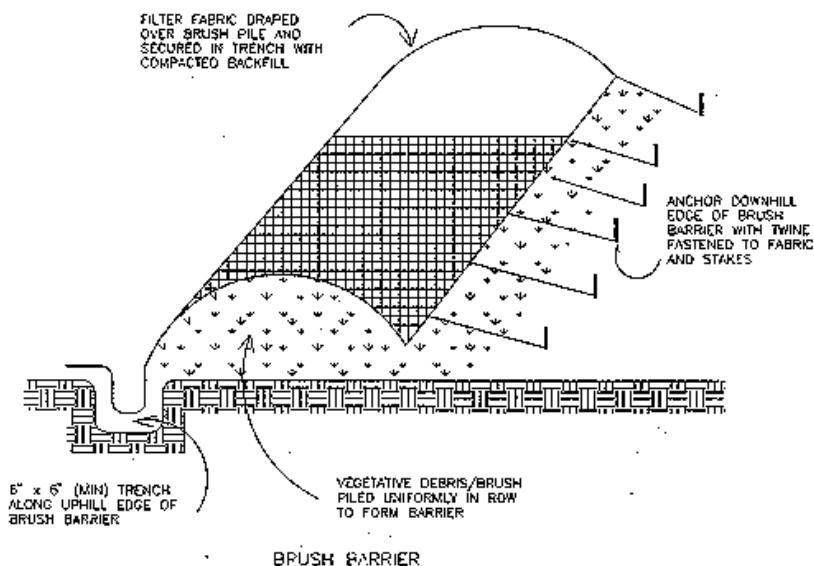 FILTER FABRIC DRAPED
OVER BRUSH PILE AND
SECURED IN TRENCH WITH
COMPACTED BACKFILL
ANCHOR DOWNHILL
EDGE OF BRUSH
BARRIER WITH TWINE
FASTENED TO FABRIC
AND STAKES
6" x 6" (MIN) TRENCH
ALONG UPHILL EDGE OF
BRUSH BARRIER
VEGETATIVE DEBRIS/BRUSH
PILED UNIFORMLY IN ROW
TO FORM BARRIER
BRUSH BARRIER